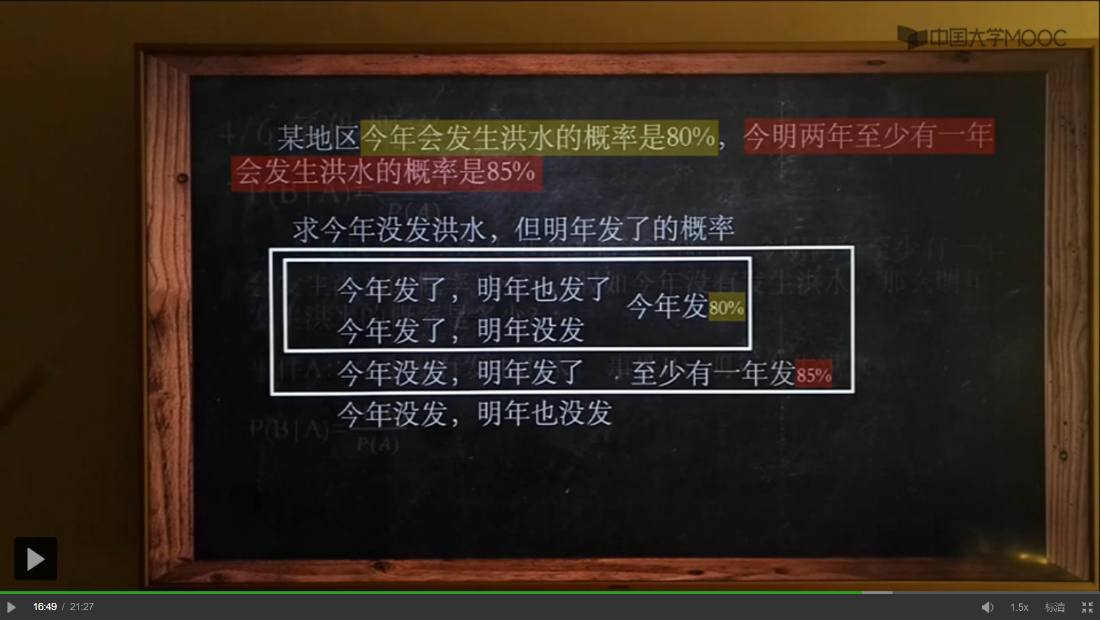 中国大学MOOC
某地区今年会发生洪水的概率是80%，今明两年至少有一年
会发生洪水的概率是85%
求今年没发洪水，但明年发了的概率
今年发了，明年也发了
今年发80%
今年发了，明年没发
今年没发，明年发了 至少有一年发85%
今年没发，明年也没发
P(B|A)=
P(A)
16:49 / 21:27 1.5x 标清